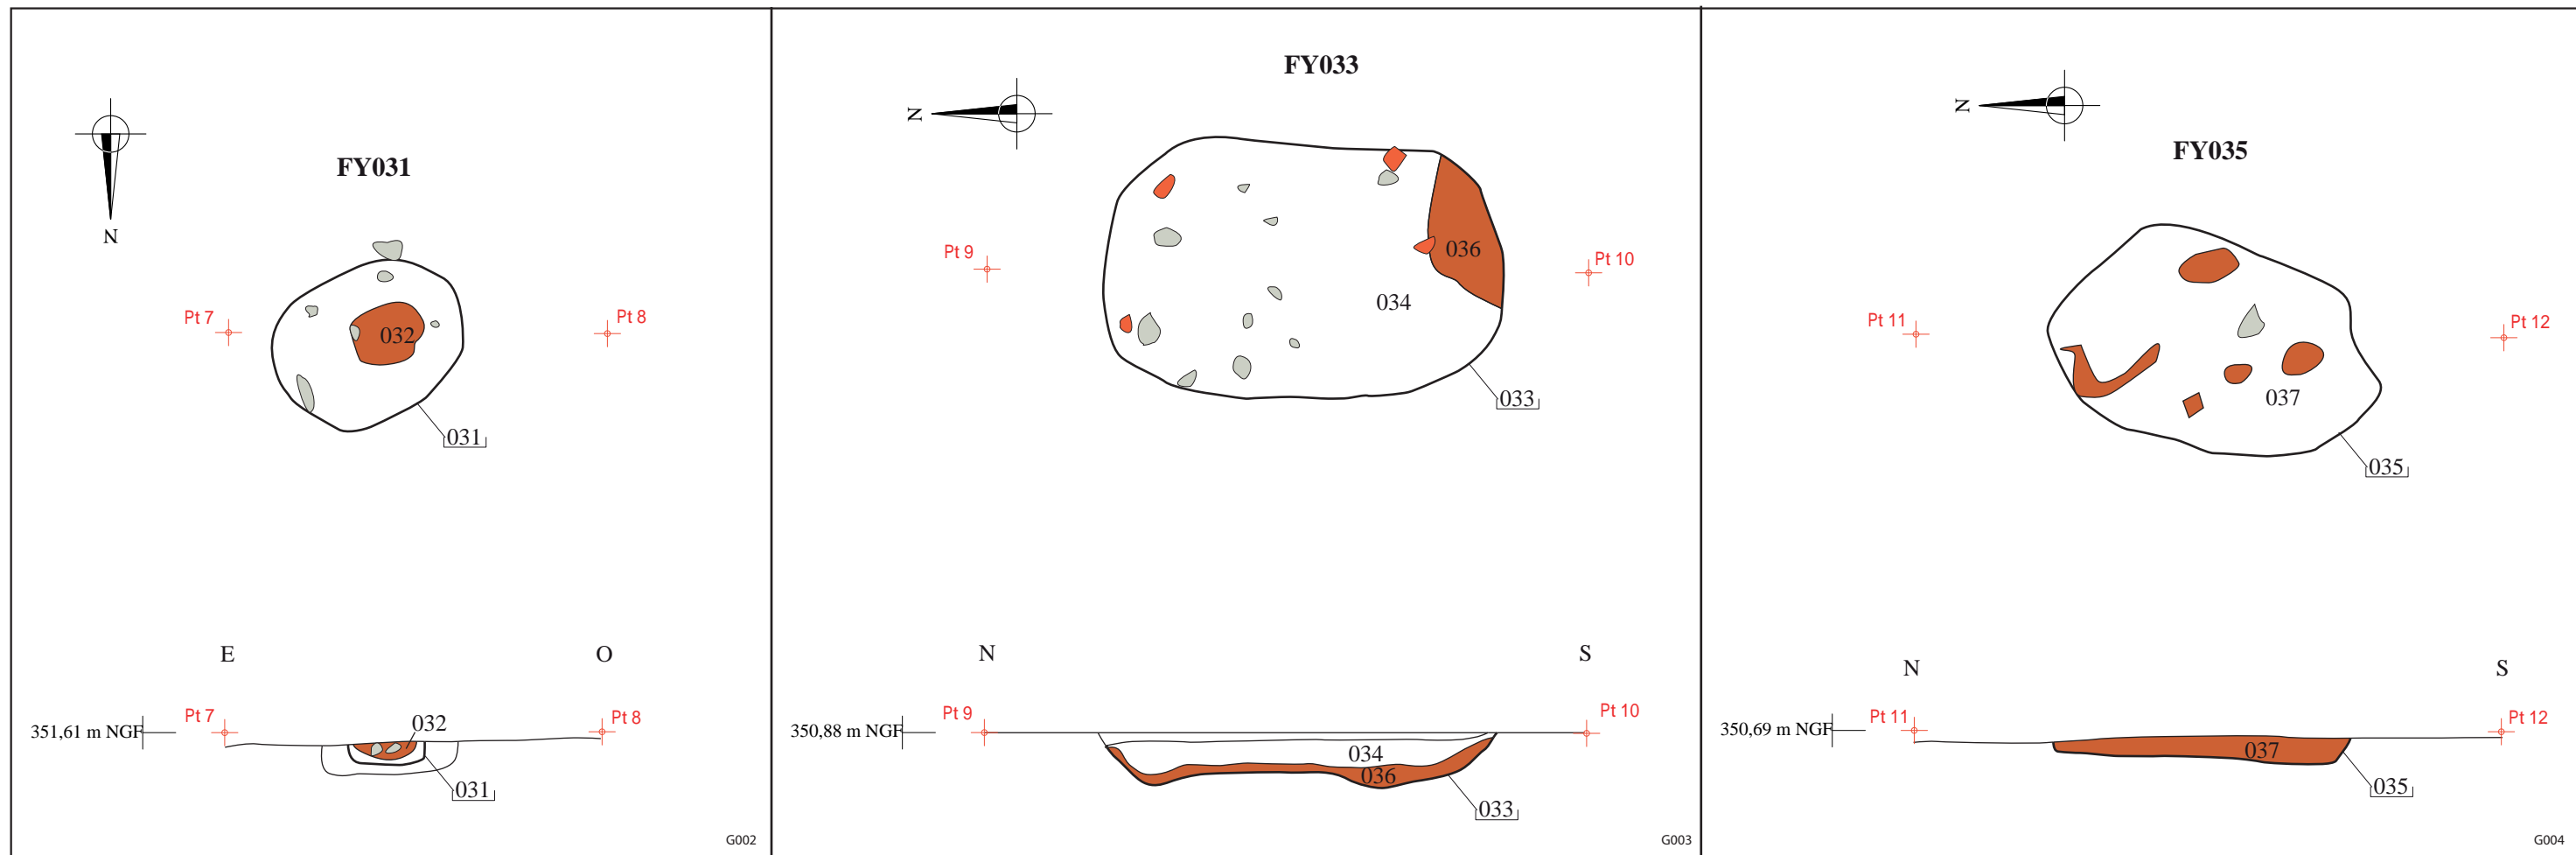 FY031
N
Pt 7
Pt 8
032
031
E
O
351,61 m NGF
Pt 7
Pt 8
032
031
G002
FY033
N
Pt 9
Pt 10
036
034
033
N
S
350,88 m NGF
Pt 9
Pt 10
034
036
033
G003
FY035
N
Pt 11
Pt 12
037
035
N
S
350,69 m NGF
Pt 11
Pt 12
037
035
G004